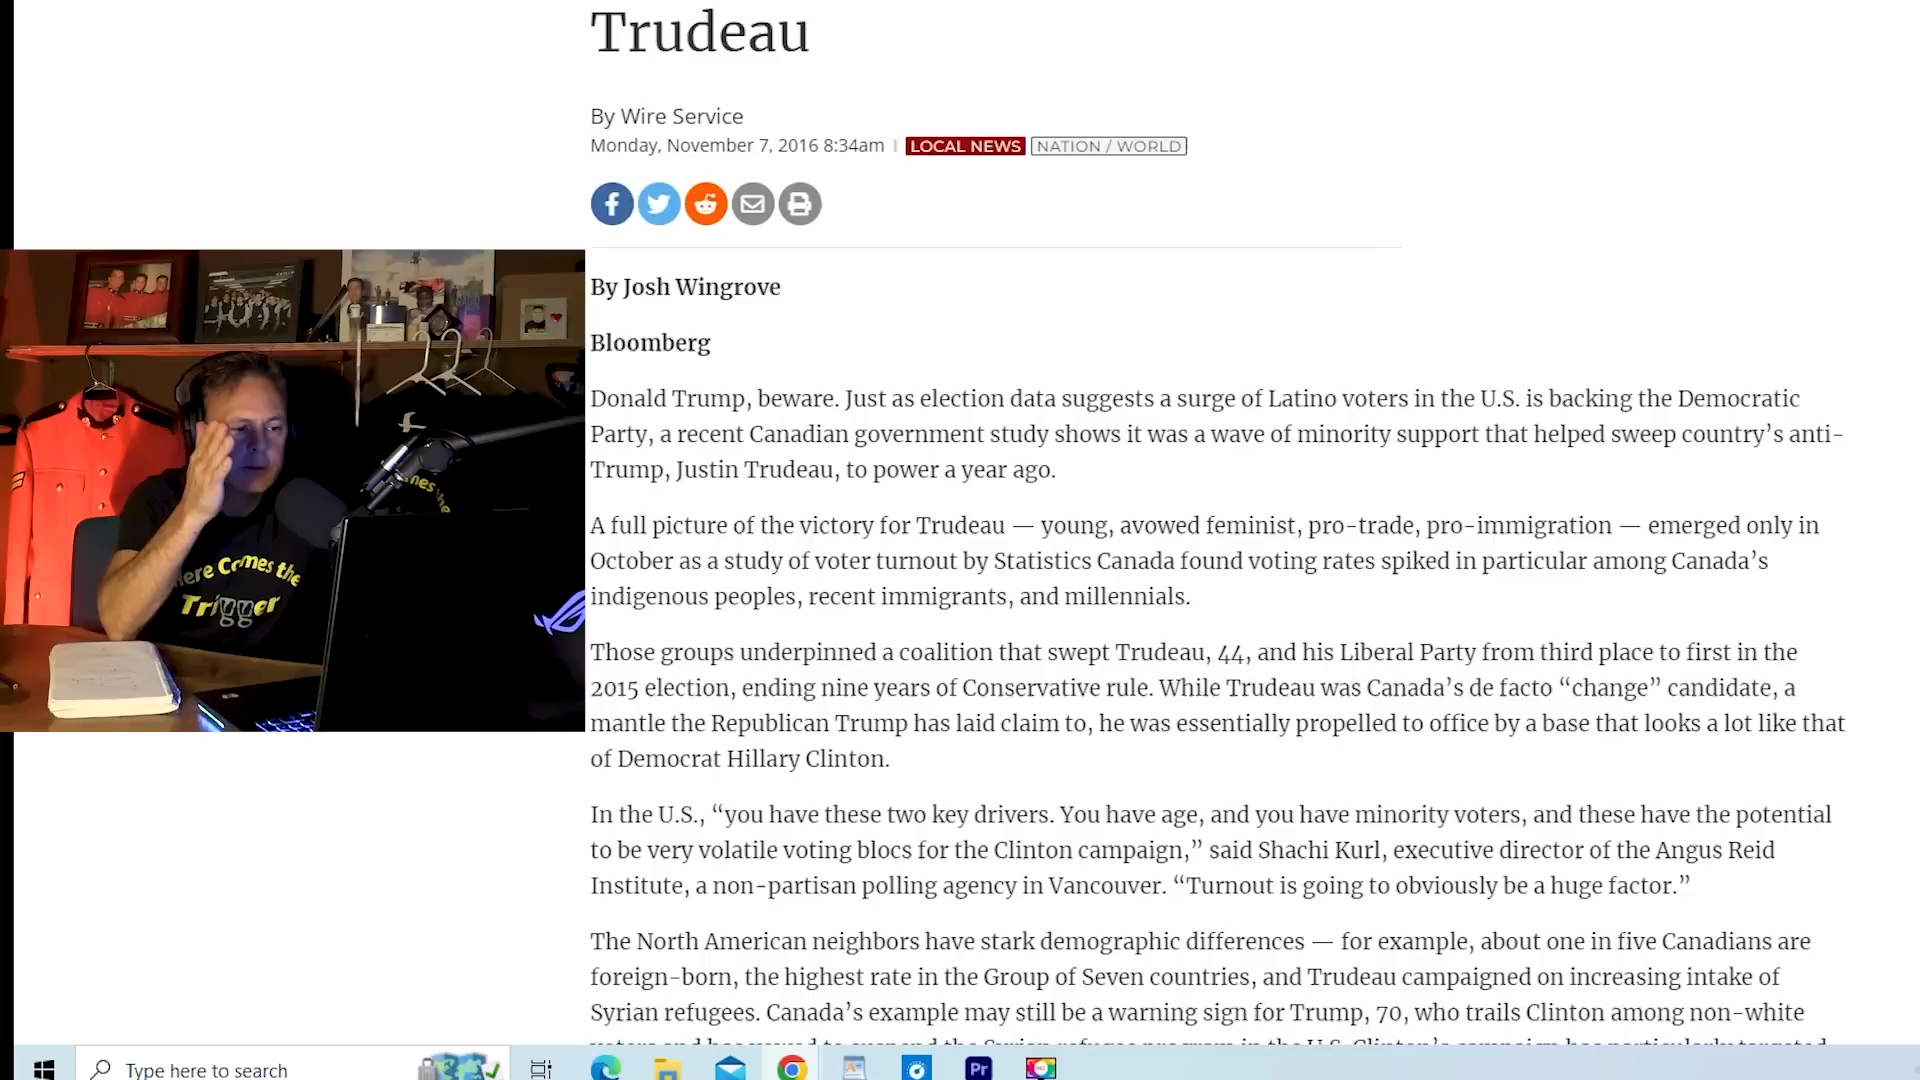 Trudeau
By Wire Service
Monday, November 7, 2016 8:34am
LOCAL NEWS
NATION / WORLD
By Josh Wingrove
Bloomberg
Donald Trump, beware. Just as election data suggests a surge of Latino voters in the U.S. is backing the Democratic
Party, a recent Canadian government study shows it was a wave of minority support that helped sweep country’s anti-
Trump, Justin Trudeau, to power a year ago.
A full picture of the victory for Trudeau — young, avowed feminist, pro-trade, pro-immigration — emerged only in
October as a study of voter turnout by Statistics Canada found voting rates spiked in particular among Canada’s
indigenous peoples, recent immigrants, and millennials.
Those groups underpinned a coalition that swept Trudeau, 44, and his Liberal Party from third place to first in the
2015 election, ending nine years of Conservative rule. While Trudeau was Canada’s de facto “change” candidate, a
mantle the Republican Trump has laid claim to, he was essentially propelled to office by a base that looks a lot like that
of Democrat Hillary Clinton.
In the U.S., “you have these two key drivers. You have age, and you have minority voters, and these have the potential
to be very volatile voting blocs for the Clinton campaign,” said Shachi Kurl, executive director of the Angus Reid
Institute, a non-partisan polling agency in Vancouver. “Turnout is going to obviously be a huge factor.”
The North American neighbors have stark demographic differences — for example, about one in five Canadians are
foreign-born, the highest rate in the Group of Seven countries, and Trudeau campaigned on increasing intake of
Syrian refugees. Canada’s example may still be a warning sign for Trump, 70, who trails Clinton among non-white
ere Comes the
Trigger
Type here to search
Pr